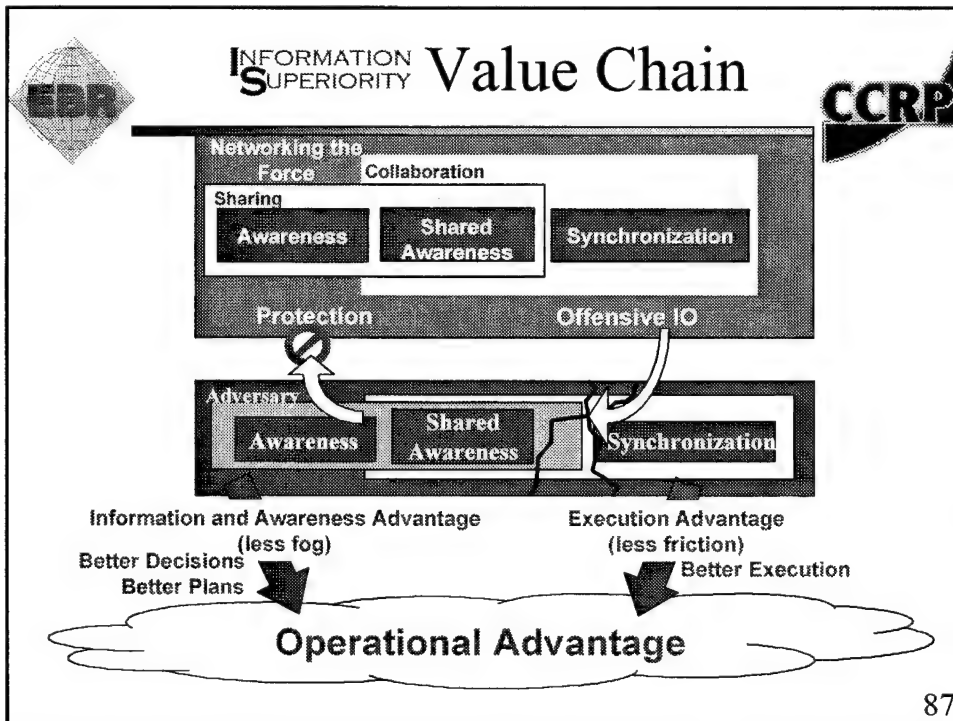 EBR
INFORMATION
SUPERIORITY
Value Chain
CCRP
Networking the
Force
Collaboration
Sharing
Awareness
Shared
Awareness
Synchronization
Protection
Offensive IO
Adversary
Awareness
Shared
Awareness
Synchronization
Information and Awareness Advantage
(less fog)
Better Decisions
Better Plans
Execution Advantage
(less friction)
Better Execution
Operational Advantage
87